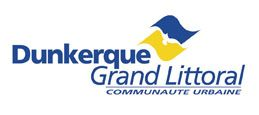 Dunkerque
Grand Littoral
COMMUNAUTE URBAINE